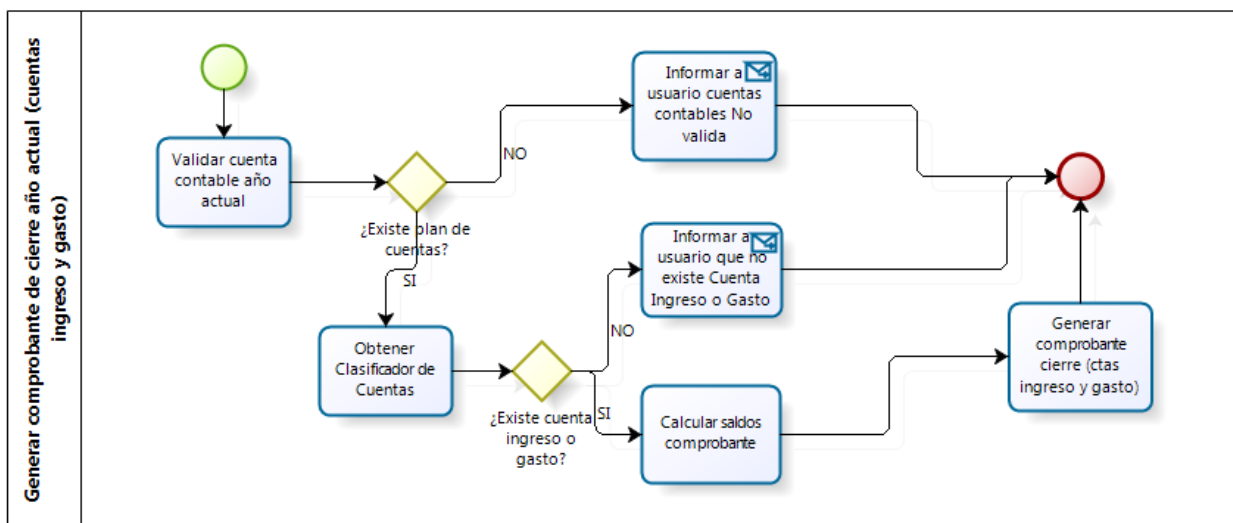 Generar comprobante de cierre año actual (cuentas
ingreso y gasto)
Validar cuenta
contable año
actual
¿Existe plan de
cuentas?
NO
SI
Informar a
usuario cuentas
contables No
valida
Obtener
Clasificador de
Cuentas
¿Existe cuenta
ingreso o
gasto?
NO
SI
Informar a
usuario que no
existe Cuenta
Ingreso o Gasto
Calcular saldos
comprobante
Generar
comprobante
cierre (ctas
ingreso y gasto)